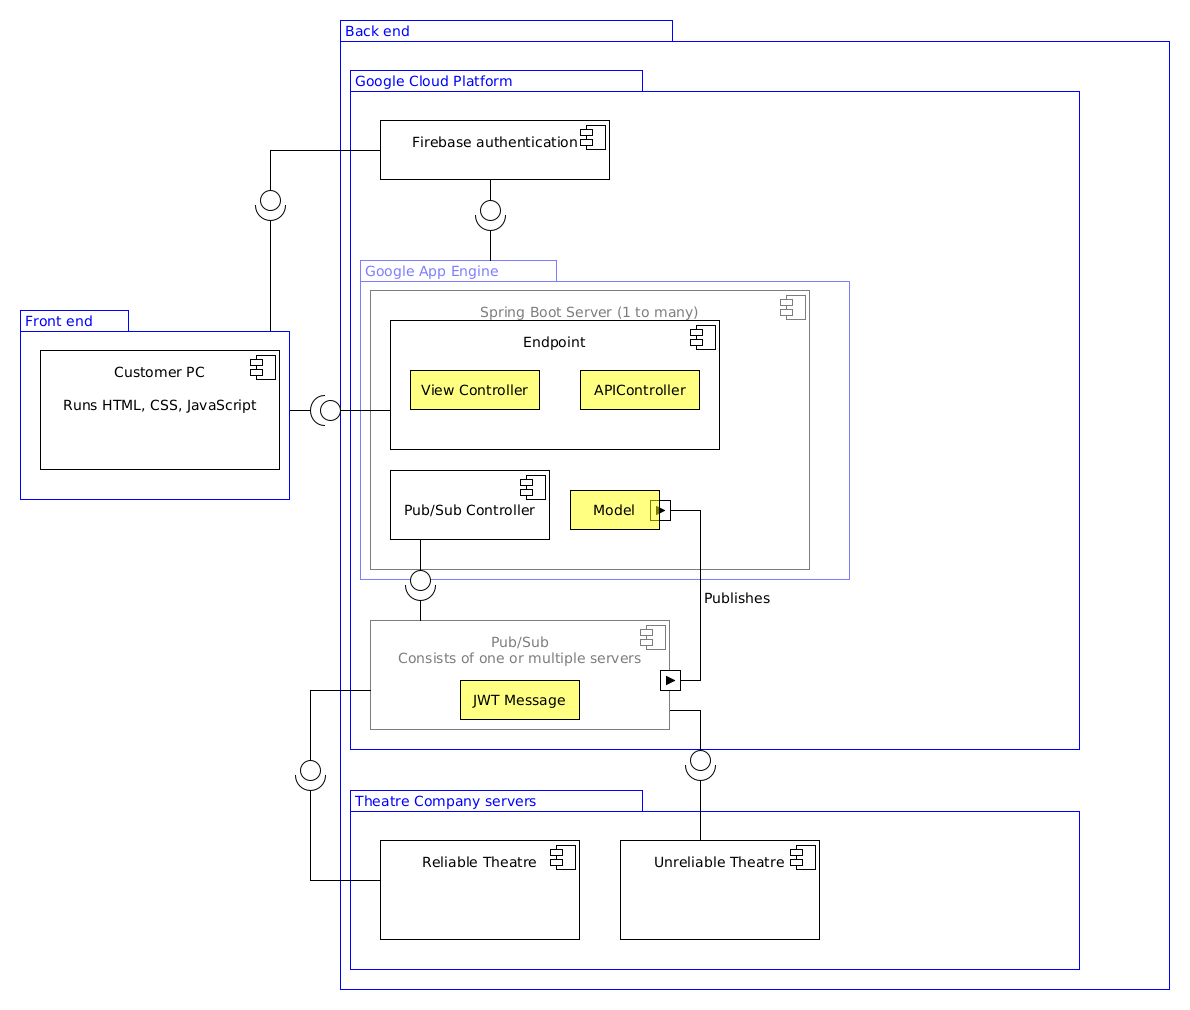 Back end
Google Cloud Platform
Firebase authentication
Google App Engine
Spring Boot Server (1 to many)
Front end
Endpoint
Customer PC
Runs HTML, CSS, JavaScript
View Controller
APIController
Pub/Sub Controller
Model
Publishes
Pub/Sub
Consists of one or multiple servers
JWT Message
Theatre Company servers
Reliable Theatre
Unreliable Theatre